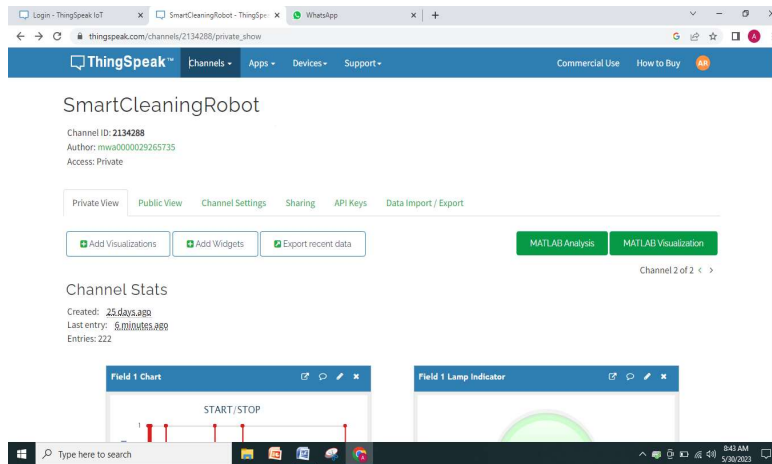 Login - ThingSpeak IoT
SmartCleaningRobot - ThingSpe
WhatsApp
thingspeak.com/channels/2134288/private_show
G
A
ThingSpeak™ Channels Apps Devices Support Commercial Use How to Buy AR
SmartCleaningRobot
Channel ID: 2134288
Author: mwa0000029265735
Access: Private
Private View Public View Channel Settings Sharing API Keys Data Import / Export
Add Visualizations Add Widgets Export recent data MATLAB Analysis MATLAB Visualization
Channel 2 of 2 < >
Channel Stats
Created: 25 days ago
Last entry: 6 minutes ago
Entries: 222
Field 1 Chart Field 1 Lamp Indicator
START/STOP
1
Type here to search
8:43 AM
5/30/2023